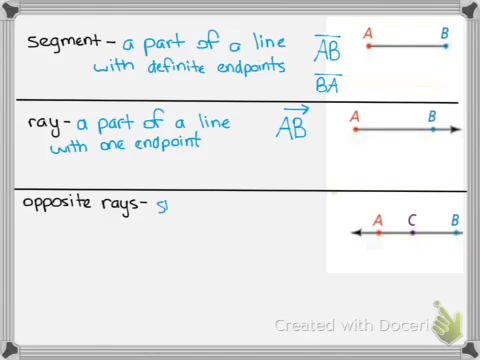 segment - a part of a line
with definite endpoints
AB
BA
A B
ray - a part of a line
with one endpoint
AB
A B
opposite rays -
A C B
Created with Doceri